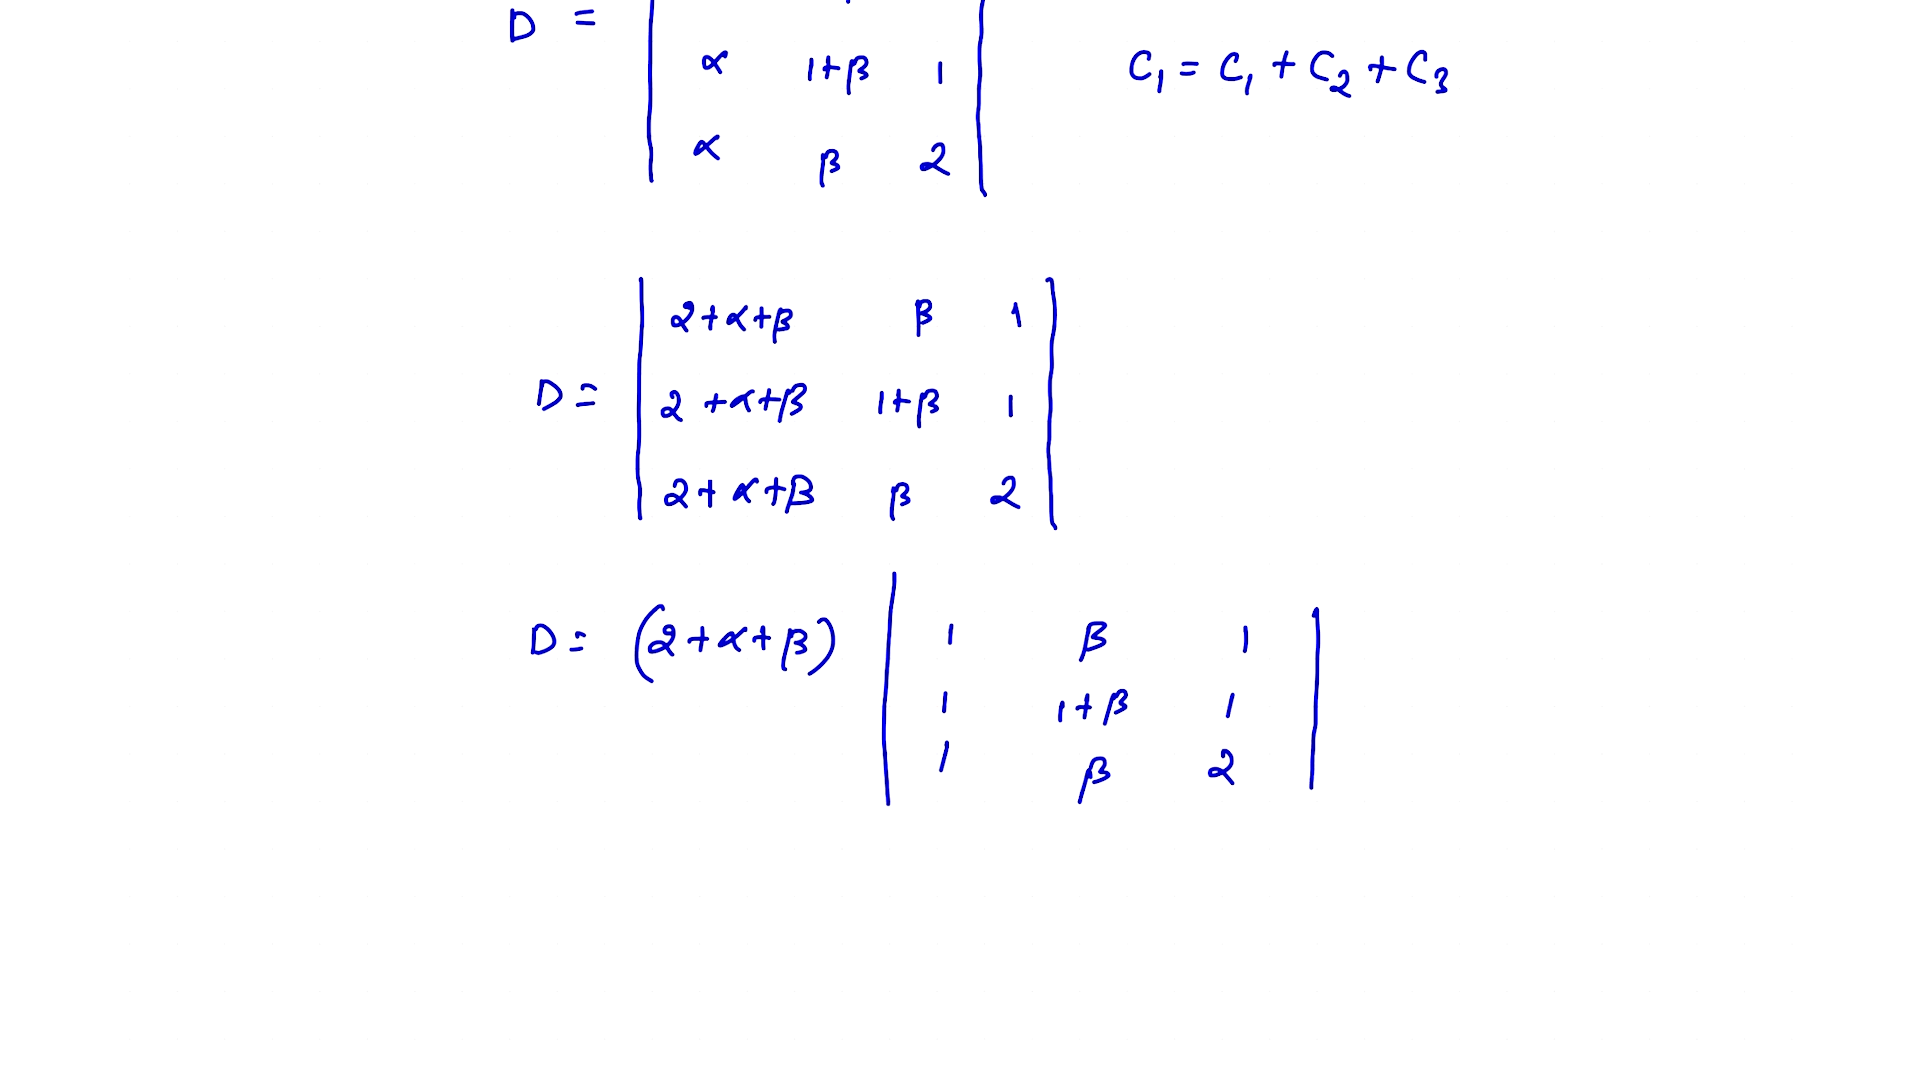 D =
α 1+β 1 C₁ = C₁ + C₂ + C₃
α β 2
2+α+β β 1
D = 2+α+β 1+β 1
2+α+β β 2
D = (2+α+β) 1 β 1
1 1+β 1
1 β 2